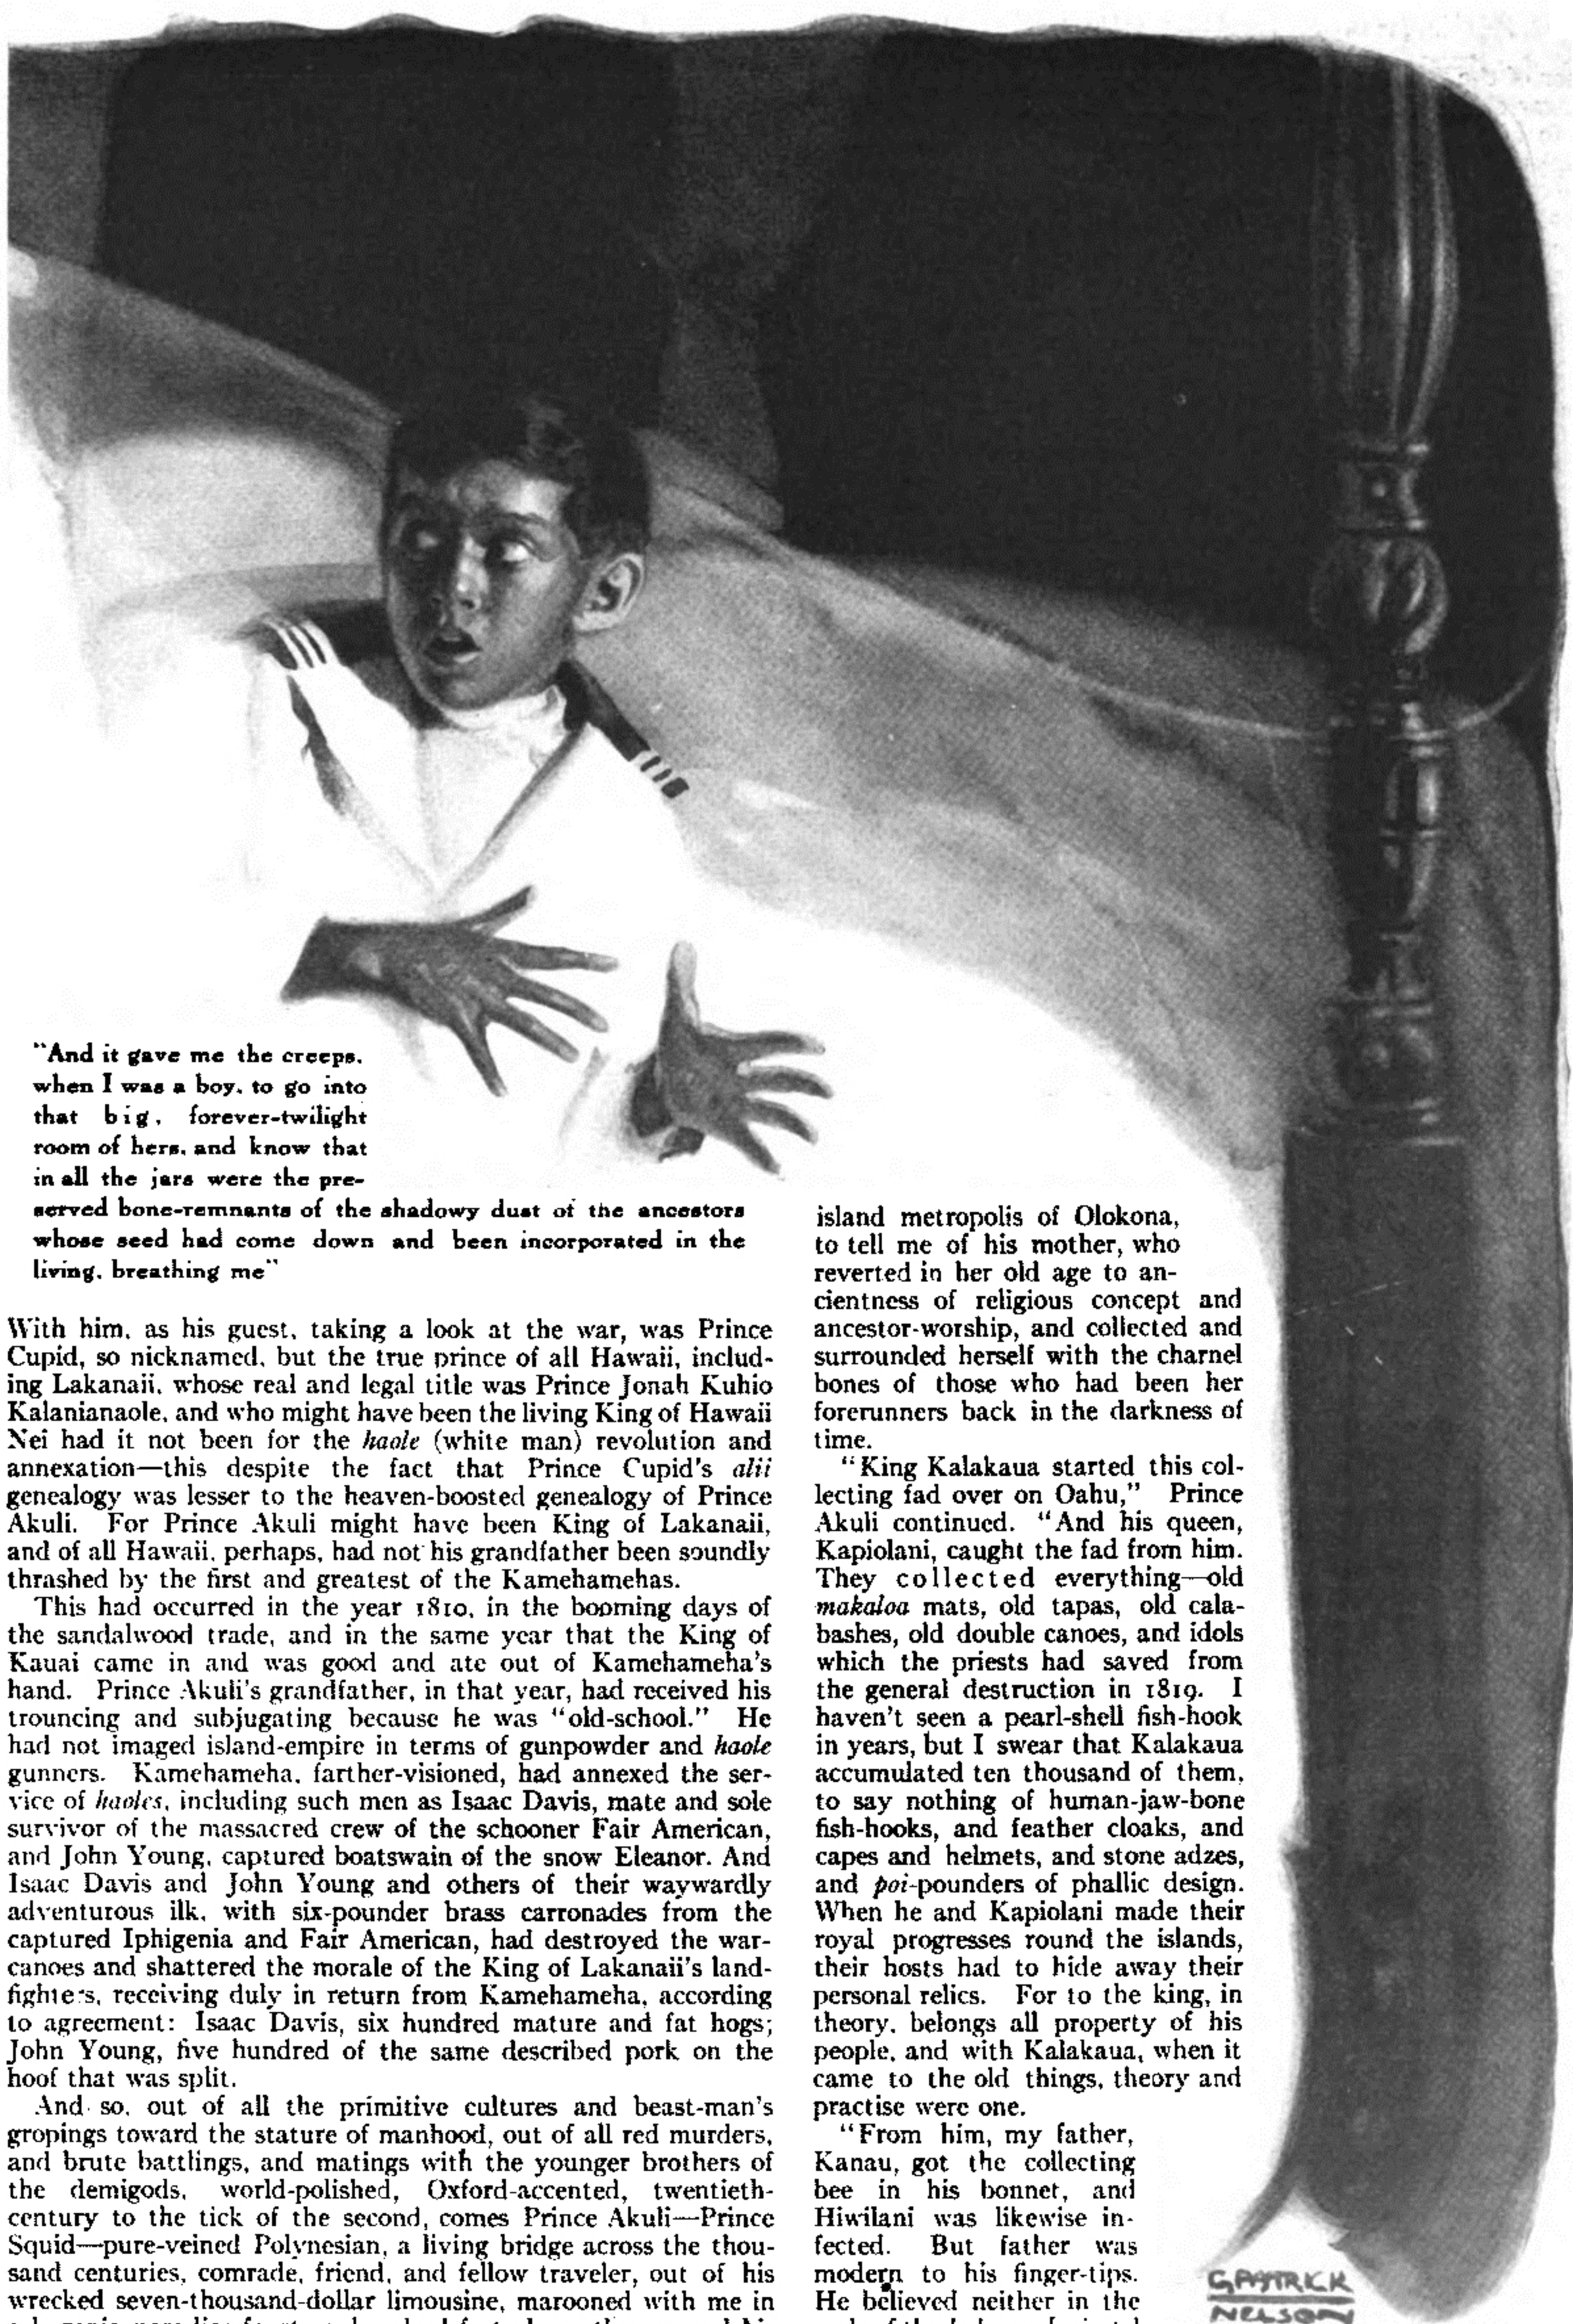 "And it gave me the creeps,
when I was a boy, to go into
that big, forever-twilight
room of hers, and know that
in all the jars were the pre-
served bone-remnants of the shadowy dust of the ancestors
whose seed had come down and been incorporated in the
living, breathing me"
With him, as his guest, taking a look at the war, was Prince
Cupid, so nicknamed, but the true prince of all Hawaii, includ-
ing Lakanaii, whose real and legal title was Prince Jonah Kuhio
Kalanianaole, and who might have been the living King of Hawaii
Nei had it not been for the haole (white man) revolution and
annexation—this despite the fact that Prince Cupid's alii
genealogy was lesser to the heaven-boosted genealogy of Prince
Akuli. For Prince Akuli might have been King of Lakanaii,
and of all Hawaii, perhaps, had not his grandfather been soundly
thrashed by the first and greatest of the Kamehamehas.
This had occurred in the year 1810, in the booming days of
the sandalwood trade, and in the same year that the King of
Kauai came in and was good and ate out of Kamehameha's
hand. Prince Akuli's grandfather, in that year, had received his
trouncing and subjugating because he was "old-school." He
had not imaged island-empire in terms of gunpowder and haole
gunners. Kamehameha, farther-visioned, had annexed the ser-
vice of haoles, including such men as Isaac Davis, mate and sole
survivor of the massacred crew of the schooner Fair American,
and John Young, captured boatswain of the snow Eleanor. And
Isaac Davis and John Young and others of their waywardly
adventurous ilk, with six-pounder brass carronades from the
captured Iphigenia and Fair American, had destroyed the war-
canoes and shattered the morale of the King of Lakanaii's land-
fighters, receiving duly in return from Kamehameha, according
to agreement: Isaac Davis, six hundred mature and fat hogs;
John Young, five hundred of the same described pork on the
hoof that was split.
And so, out of all the primitive cultures and beast-man's
gropings toward the stature of manhood, out of all red murders,
and brute battlings, and matings with the younger brothers of
the demigods, world-polished, Oxford-accented, twentieth-
century to the tick of the second, comes Prince Akuli—Prince
Squid—pure-veined Polynesian, a living bridge across the thou-
sand centuries, comrade, friend, and fellow traveler, out of his
wrecked seven-thousand-dollar limousine, marooned with me in
island metropolis of Olokona,
to tell me of his mother, who
reverted in her old age to an-
cientness of religious concept and
ancestor-worship, and collected and
surrounded herself with the charnel
bones of those who had been her
forerunners back in the darkness of
time.
"King Kalakaua started this col-
lecting fad over on Oahu," Prince
Akuli continued. "And his queen,
Kapiolani, caught the fad from him.
They collected everything—old
makaloa mats, old tapas, old cala-
bashes, old double canoes, and idols
which the priests had saved from
the general destruction in 1819. I
haven't seen a pearl-shell fish-hook
in years, but I swear that Kalakaua
accumulated ten thousand of them,
to say nothing of human-jaw-bone
fish-hooks, and feather cloaks, and
capes and helmets, and stone adzes,
and poi-pounders of phallic design.
When he and Kapiolani made their
royal progresses round the islands,
their hosts had to hide away their
personal relics. For to the king, in
theory, belongs all property of his
people, and with Kalakaua, when it
came to the old things, theory and
practise were one.
"From him, my father,
Kanau, got the collecting
bee in his bonnet, and
Hiwilani was likewise in-
fected. But father was
modern to his finger-tips.
He believed neither in the
G PATRICK
NELSON